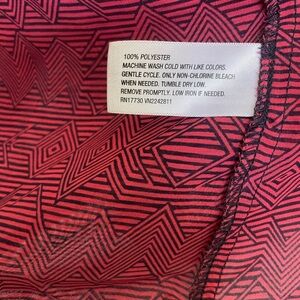 100% POLYESTER
MACHINE WASH COLD WITH LIKE COLORS.
GENTLE CYCLE. ONLY NON-CHLORINE BLEACH
WHEN NEEDED. TUMBLE DRY LOW.
REMOVE PROMPTLY. LOW IRON IF NEEDED.
RN17730 VN2242811